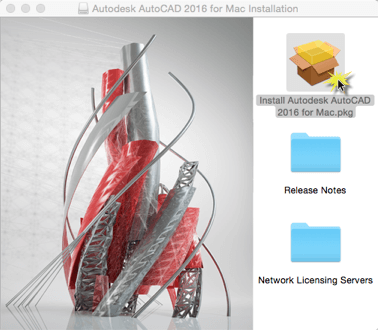 Autodesk AutoCAD 2016 for Mac Installation
Install Autodesk AutoCAD
2016 for Mac.pkg
Release Notes
Network Licensing Servers